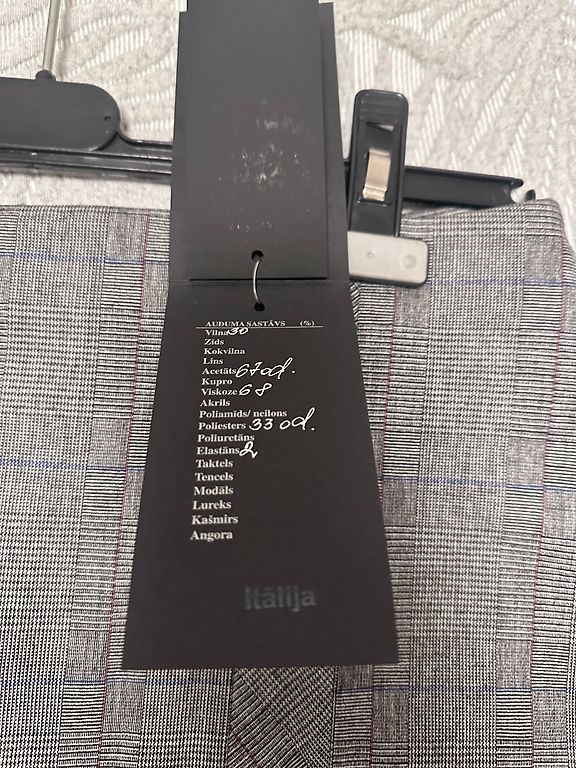 AUDUMA SASTĀVS (%)
Vilna 30
Zīds
Kokvilna
Lins
Acetāts 67 od.
Kupro
Viskoze 68
Akrils
Poliamīds/ neilons
Poliesters 33 od.
Poliuretāns
Elastāns 2
Taktels
Tencels
Modāls
Lureks
Kašmirs
Angora
Itālija